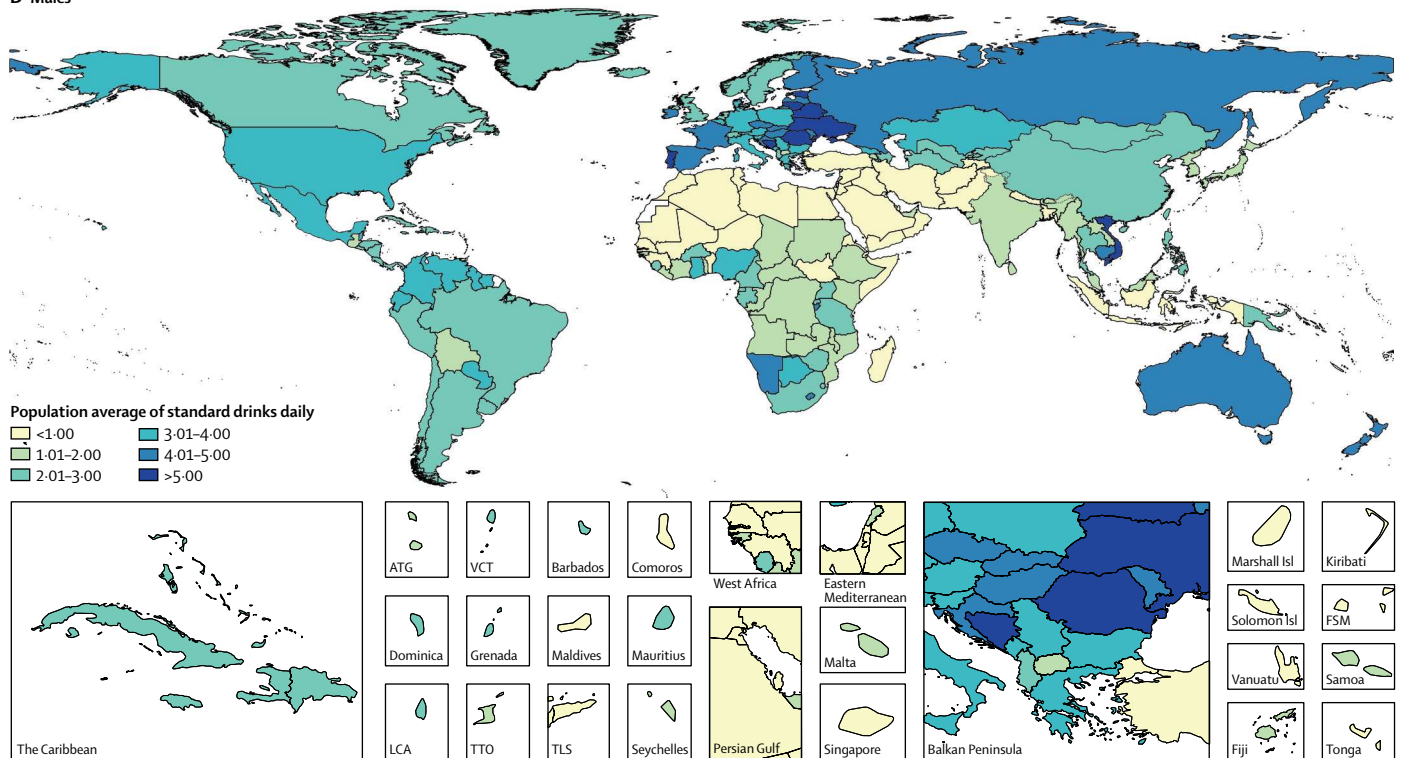 D Males
Population average of standard drinks daily
<1·00
1·01–2·00
2·01–3·00
3·01–4·00
4·01–5·00
>5·00
The Caribbean
ATG
VCT
Barbados
Comoros
Dominica
Grenada
Maldives
Mauritius
LCA
TTO
TLS
Seychelles
West Africa
Eastern
Mediterranean
Persian Gulf
Malta
Singapore
Balkan Peninsula
Marshall Isl
Kiribati
Solomon Isl
FSM
Vanuatu
Samoa
Fiji
Tonga